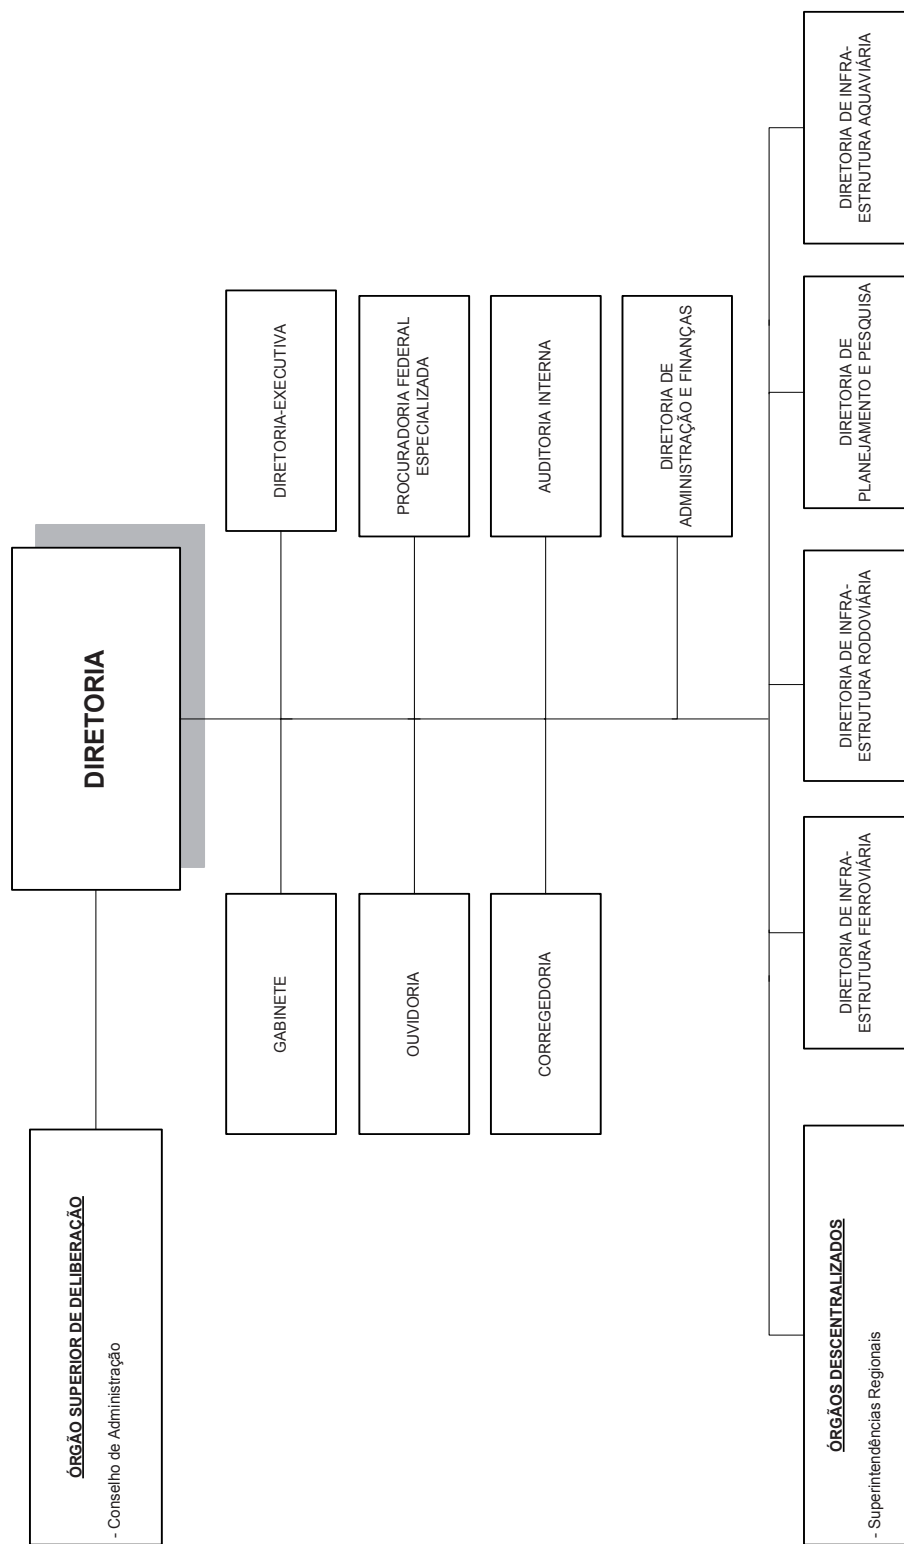 ÓRGÃO SUPERIOR DE DELIBERAÇÃO
- Conselho de Administração
DIRETORIA
GABINETE
DIRETORIA-EXECUTIVA
OUVIDORIA
PROCURADORIA FEDERAL
ESPECIALIZADA
CORREGEDORIA
AUDITORIA INTERNA
DIRETORIA DE
ADMINISTRAÇÃO E FINANÇAS
ÓRGÃOS DESCENTRALIZADOS
- Superintendências Regionais
DIRETORIA DE INFRA-
ESTRUTURA FERROVIÁRIA
DIRETORIA DE INFRA-
ESTRUTURA RODOVIÁRIA
DIRETORIA DE
PLANEJAMENTO E PESQUISA
DIRETORIA DE INFRA-
ESTRUTURA AQUAVIÁRIA